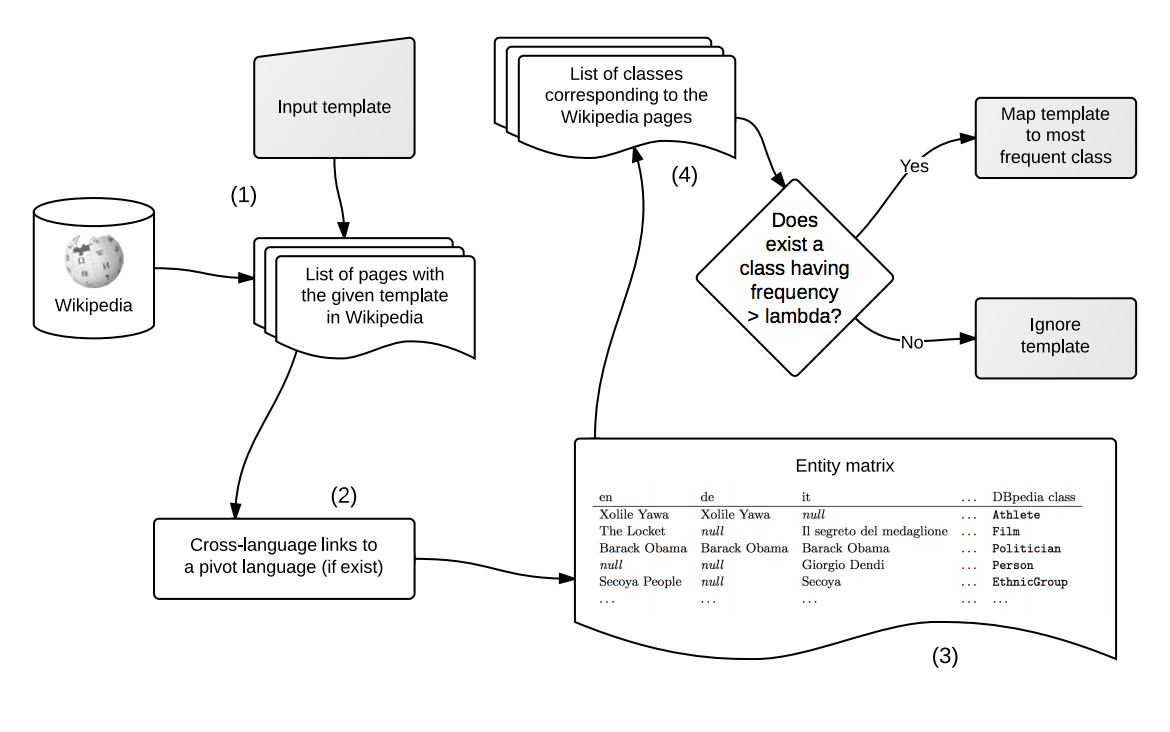 Input template
(1)
Wikipedia
List of pages with
the given template
in Wikipedia
(2)
Cross-language links to
a pivot language (if exist)
Entity matrix
en de it ... DBpedia class
Xolile Yawa Xolile Yawa null ... Athlete
The Locket null Il segreto del medaglione ... Film
Barack Obama Barack Obama Barack Obama ... Politician
null null Giorgio Dendi ... Person
Secoya People null Secoya ... EthnicGroup
... ... ... ... ...
(3)
List of classes
corresponding to the
Wikipedia pages
(4)
Does
exist a
class having
frequency
> lambda?
Yes
Map template
to most
frequent class
No
Ignore
template